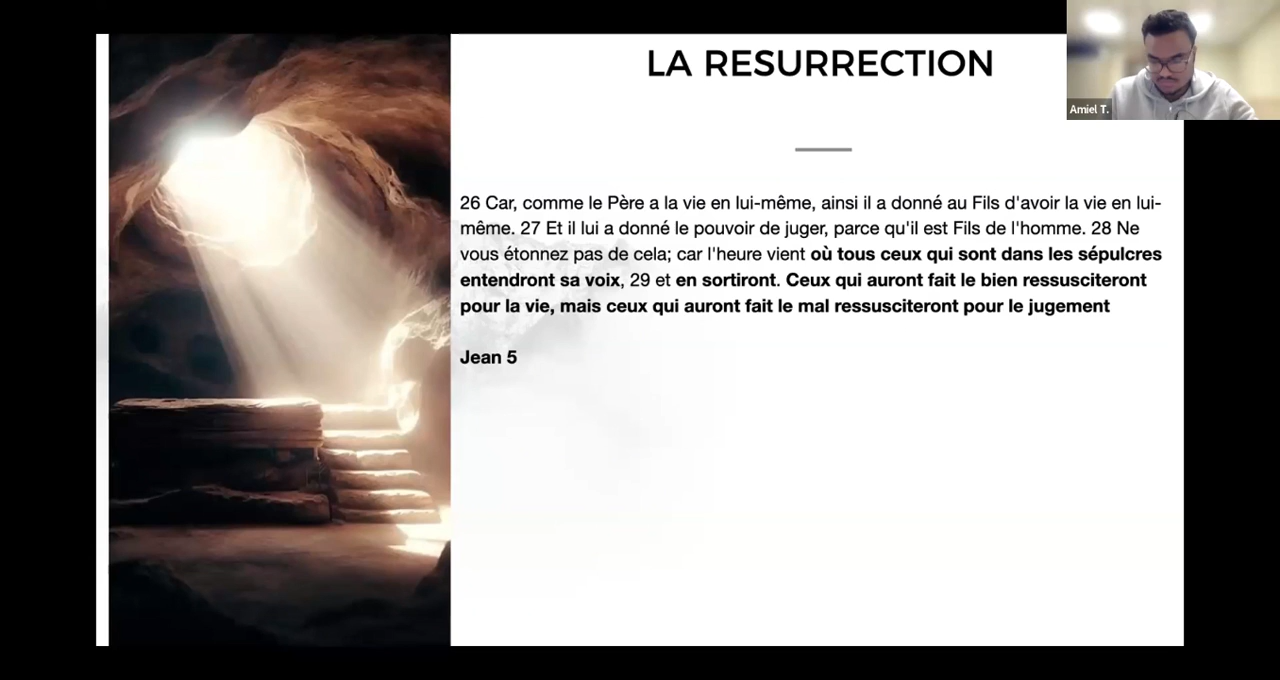 LA RESURRECTION
Amiel T.
26 Car, comme le Père a la vie en lui-même, ainsi il a donné au Fils d'avoir la vie en lui-
même. 27 Et il lui a donné le pouvoir de juger, parce qu'il est Fils de l'homme. 28 Ne
vous étonnez pas de cela; car l'heure vient où tous ceux qui sont dans les sépulcres
entendront sa voix, 29 et en sortiront. Ceux qui auront fait le bien ressusciteront
pour la vie, mais ceux qui auront fait le mal ressusciteront pour le jugement
Jean 5